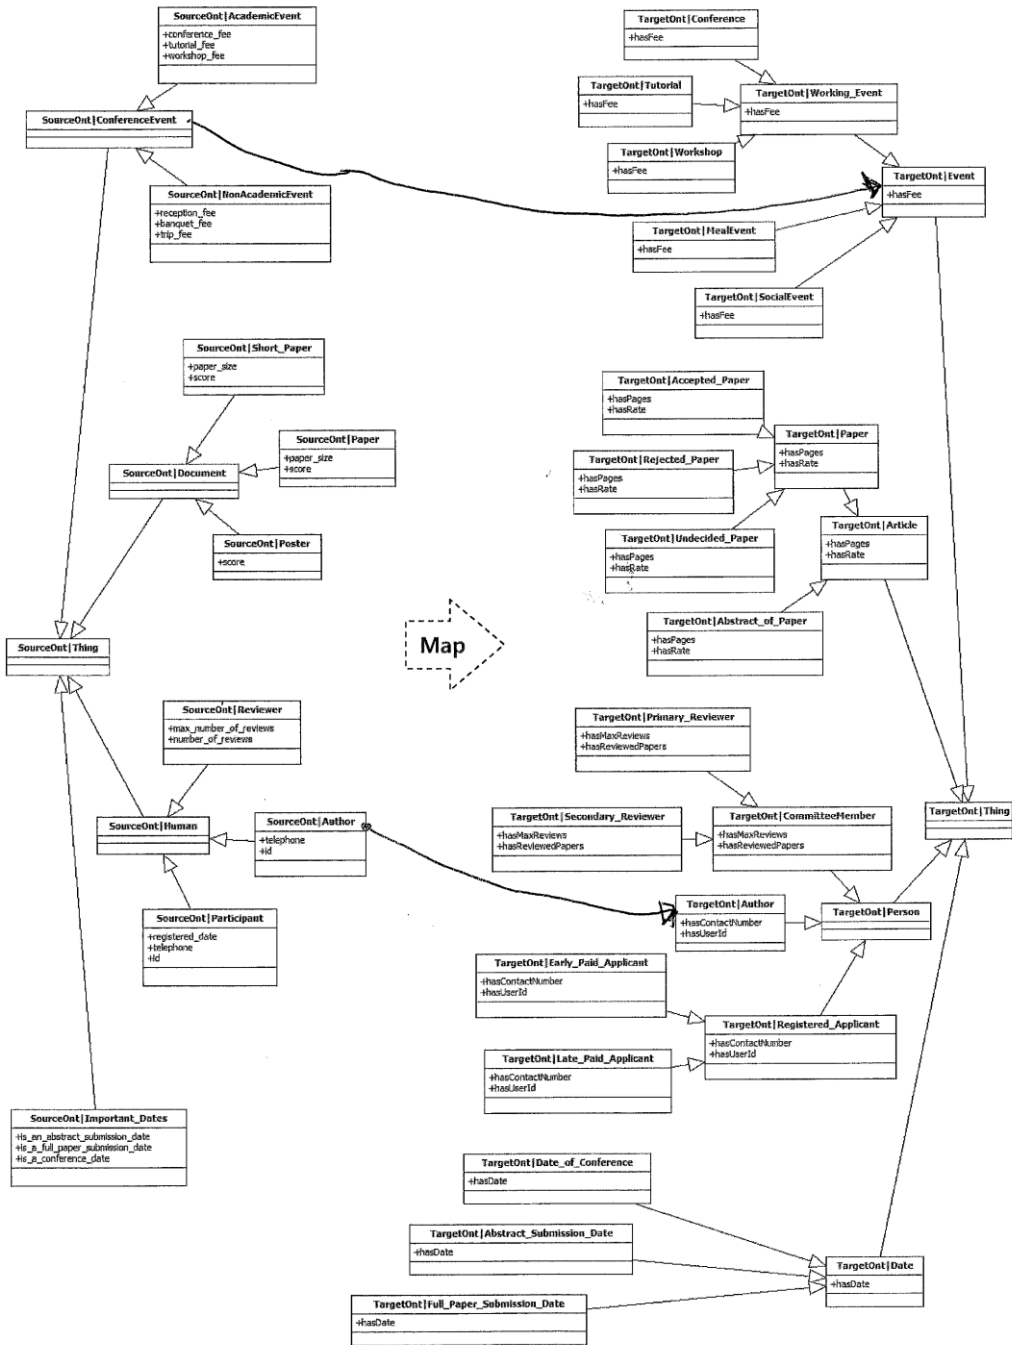 SourceOnt|AcademicEvent
+conference_fee
+tutorial_fee
+workshop_fee
SourceOnt|ConferenceEvent
SourceOnt|NonAcademicEvent
+reception_fee
+banquet_fee
+trip_fee
SourceOnt|Short_Paper
+paper_size
+score
SourceOnt|Paper
+paper_size
+score
SourceOnt|Document
SourceOnt|Poster
+score
SourceOnt|Thing
SourceOnt|Reviewer
+max_number_of_reviews
+number_of_reviews
SourceOnt|Human
SourceOnt|Author
+telephone
+id
SourceOnt|Participant
+registered_date
+telephone
+id
SourceOnt|Important_Dates
+is_an_abstract_submission_date
+is_a_full_paper_submission_date
+is_a_conference_date
Map
TargetOnt|Conference
+hasFee
TargetOnt|Tutorial
+hasFee
TargetOnt|Working_Event
+hasFee
TargetOnt|Workshop
+hasFee
TargetOnt|Event
+hasFee
TargetOnt|MealEvent
+hasFee
TargetOnt|SocialEvent
+hasFee
TargetOnt|Accepted_Paper
+hasPages
+hasRate
TargetOnt|Paper
+hasPages
+hasRate
TargetOnt|Rejected_Paper
+hasPages
+hasRate
TargetOnt|Undecided_Paper
+hasPages
+hasRate
TargetOnt|Article
+hasPages
+hasRate
TargetOnt|Abstract_of_Paper
+hasPages
+hasRate
TargetOnt|Primary_Reviewer
+hasMaxReviews
+hasReviewedPapers
TargetOnt|Secondary_Reviewer
+hasMaxReviews
+hasReviewedPapers
TargetOnt|CommitteeMember
+hasMaxReviews
+hasReviewedPapers
TargetOnt|Thing
TargetOnt|Author
+hasContactNumber
+hasUserId
TargetOnt|Person
TargetOnt|Early_Paid_Applicant
+hasContactNumber
+hasUserId
TargetOnt|Registered_Applicant
+hasContactNumber
+hasUserId
TargetOnt|Late_Paid_Applicant
+hasContactNumber
+hasUserId
TargetOnt|Date_of_Conference
+hasDate
TargetOnt|Abstract_Submission_Date
+hasDate
TargetOnt|Date
+hasDate
TargetOnt|Full_Paper_Submission_Date
+hasDate